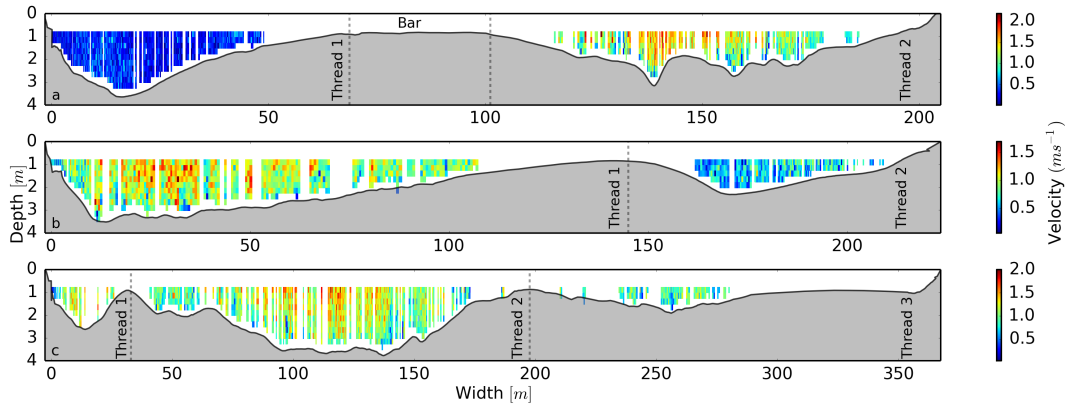 0
1
2
3
4
Bar
Thread 1
Thread 2
a
0 50 100 150 200
2.0
1.5
1.0
0.5
Depth [m]
0
1
2
3
4
Thread 1
Thread 2
b
0 50 100 150 200
1.5
1.0
0.5
Velocity (ms⁻¹)
0
1
2
3
4
Thread 1
Thread 2
Thread 3
c
0 50 100 150 200 250 300 350
2.0
1.5
1.0
0.5
Width [m]